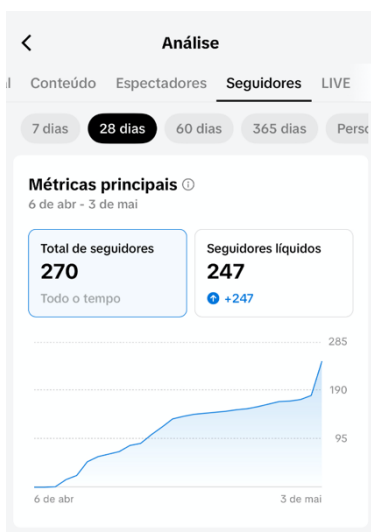 Análise
Conteúdo Espectadores Seguidores LIVE
7 dias 28 dias 60 dias 365 dias
Métricas principais
6 de abr - 3 de mai
Total de seguidores Seguidores líquidos
270 247
Todo o tempo +247
285
190
95
6 de abr 3 de mai